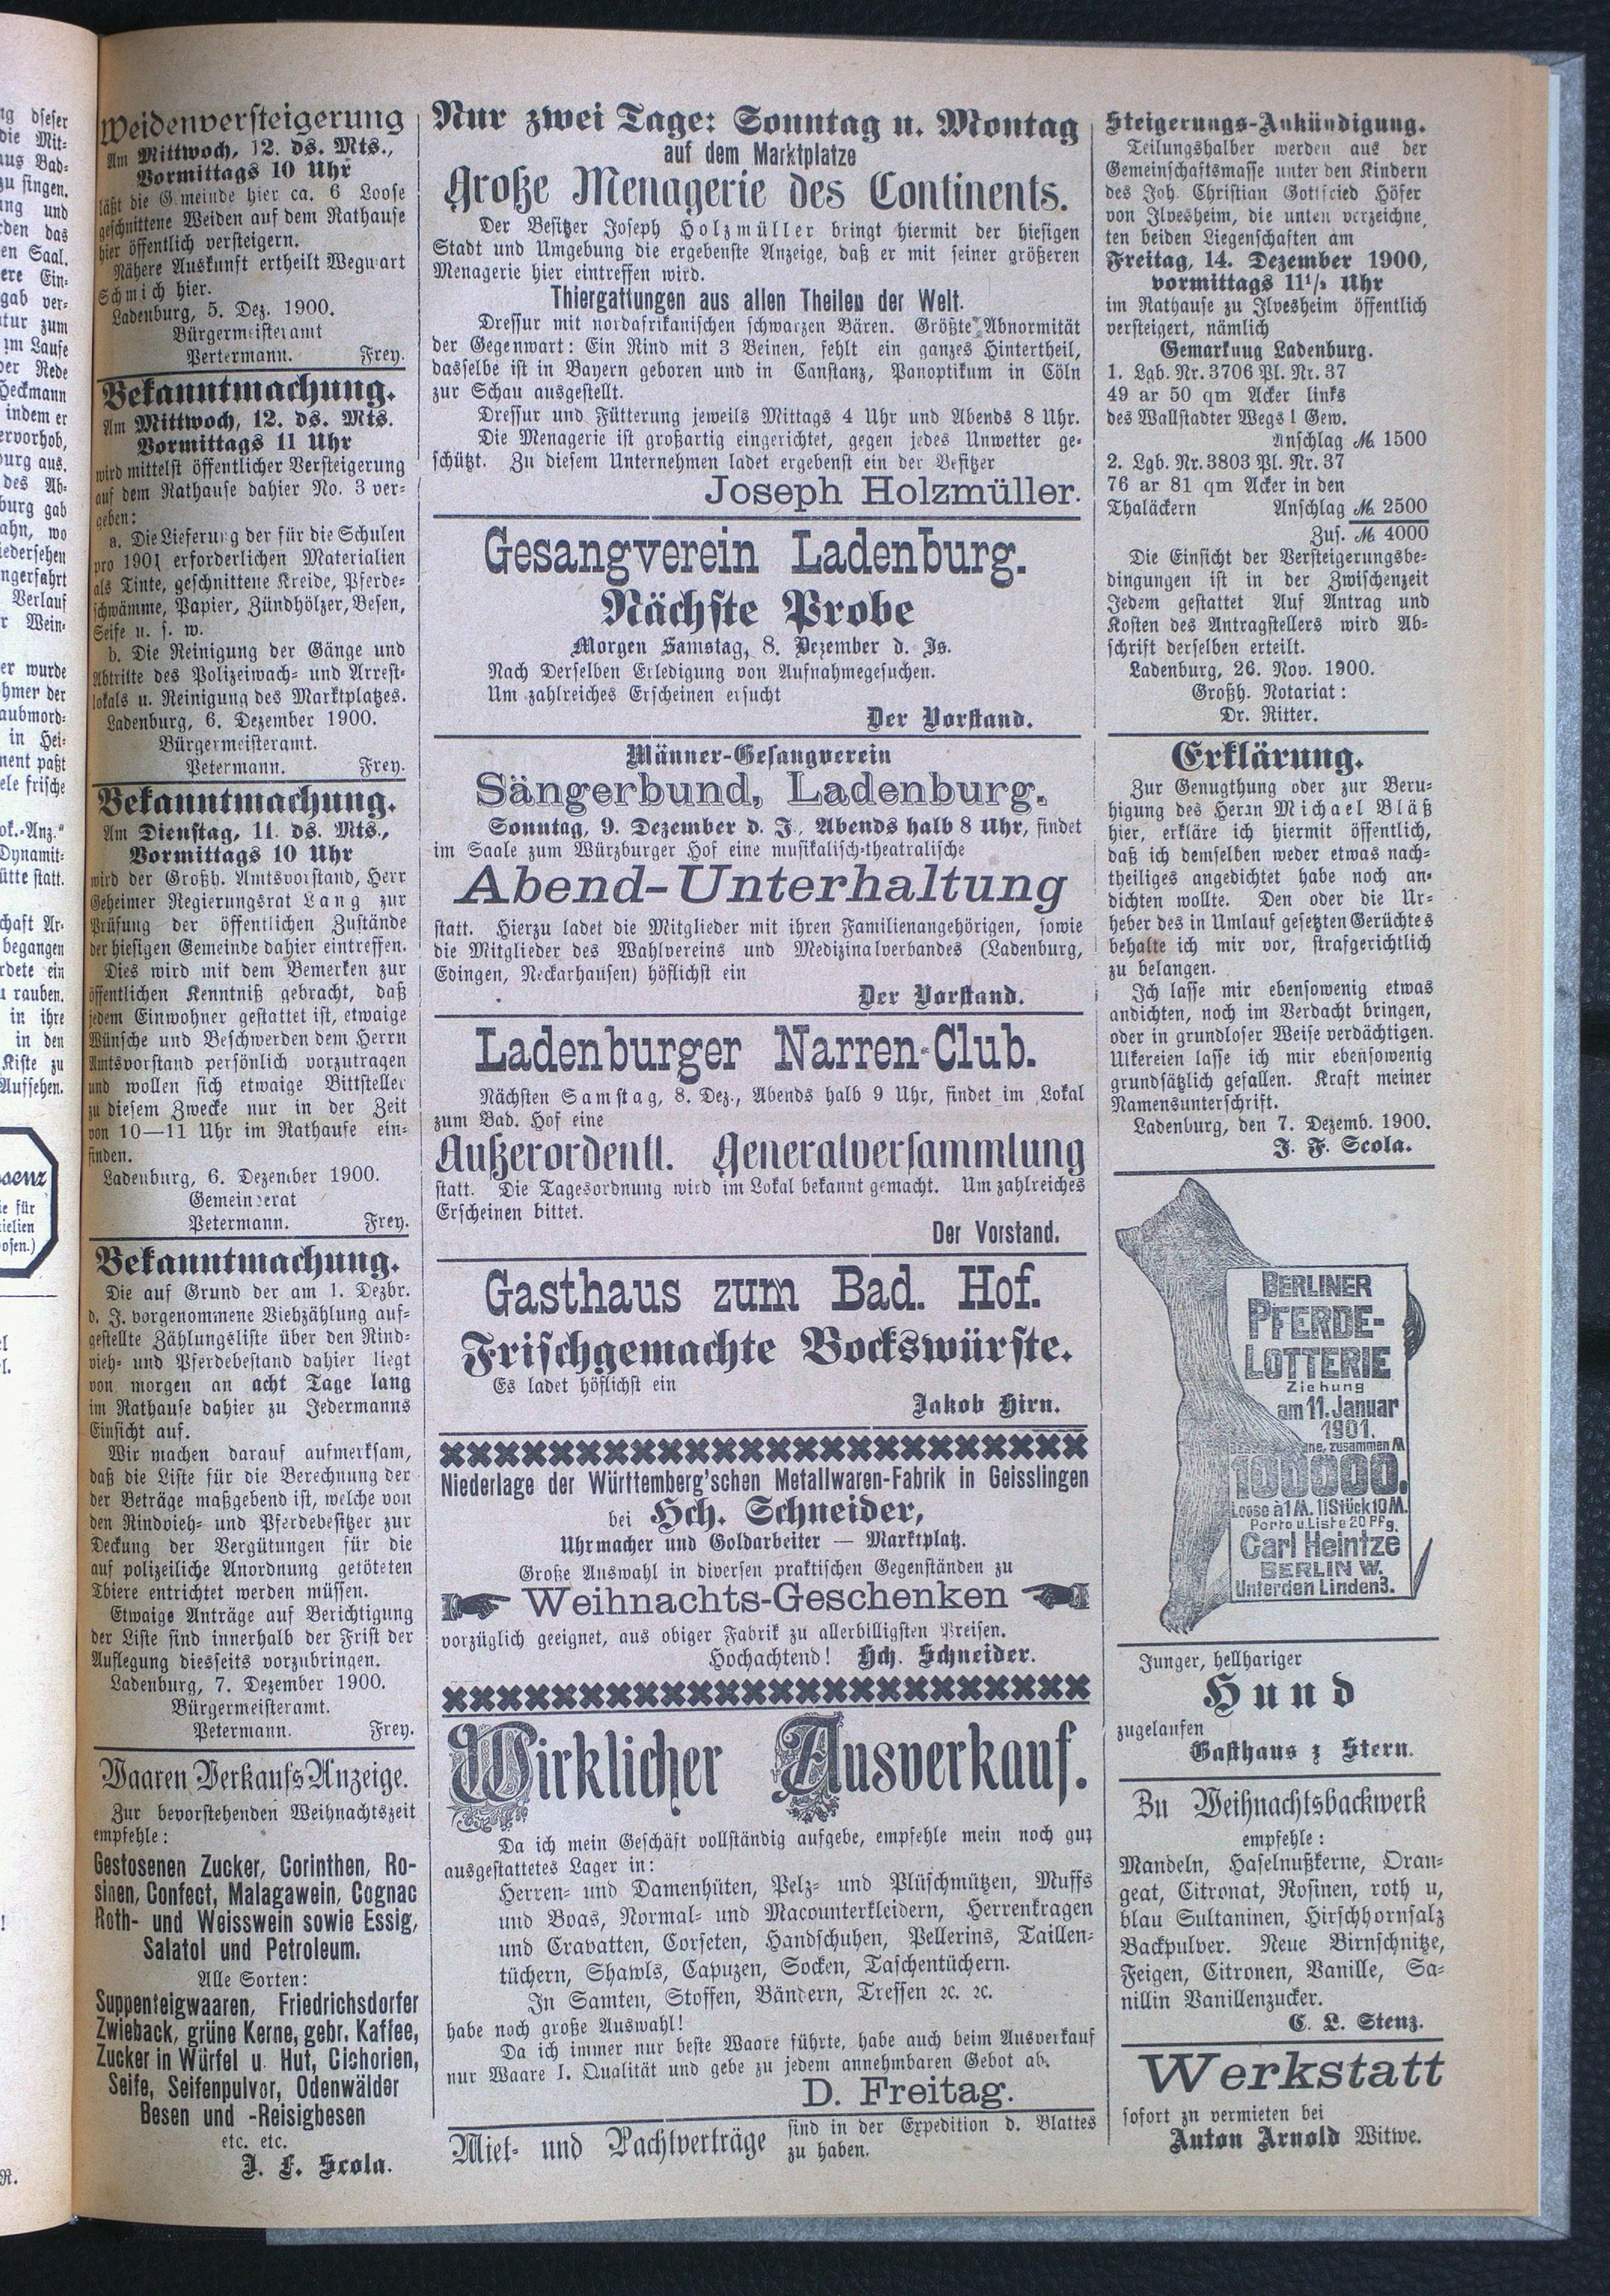 Weidenversteigerung
Am Mittwoch, 12. ds. Mts.,
Vormittags 10 Uhr
läßt die Gemeinde hier ca. 6 Loose
geschnittene Weiden auf dem Rathause
hier öffentlich versteigern.
Nähere Auskunft ertheilt Wegwart
Schmich hier.
Ladenburg, 5. Dez. 1900.
Bürgermeisteramt
Pertermann. Frey.
Bekanntmachung.
Am Mittwoch, 12. ds. Mts.
Vormittags 11 Uhr
wird mittelst öffentlicher Versteigerung
auf dem Rathause dahier No. 3 ver-
geben:
a. Die Lieferung der für die Schulen
pro 1901 erforderlichen Materialien
als Tinte, geschnittene Kreide, Pferde-
schwämme, Papier, Zündhölzer, Besen,
Seife u. s. w.
b. Die Reinigung der Gänge und
Abtritte des Polizeiwach- und Arrest-
lokals u. Reinigung des Marktplatzes.
Ladenburg, 6. Dezember 1900.
Bürgermeisteramt.
Petermann. Frey.
Bekanntmachung.
Am Dienstag, 11. ds. Mts.,
Vormittags 10 Uhr
wird der Großh. Amtsvorstand, Herr
Geheimer Regierungsrat Lang zur
Prüfung der öffentlichen Zustände
der hiesigen Gemeinde dahier eintreffen.
Dies wird mit dem Bemerken zur
öffentlichen Kenntniß gebracht, daß
jedem Einwohner gestattet ist, etwaige
Wünsche und Beschwerden dem Herrn
Amtsvorstand persönlich vorzutragen
und wollen sich etwaige Bittsteller
zu diesem Zwecke nur in der Zeit
von 10—11 Uhr im Rathause ein-
finden.
Ladenburg, 6. Dezember 1900.
Gemeinderat
Petermann. Frey.
Bekanntmachung.
Die auf Grund der am 1. Dezbr.
d. J. vorgenommene Viehzählung auf-
gestellte Zählungsliste über den Rind-
vieh- und Pferdebestand dahier liegt
von morgen an acht Tage lang
im Rathause dahier zu Jedermanns
Einsicht auf.
Wir machen darauf aufmerksam,
daß die Liste für die Berechnung der
der Beträge maßgebend ist, welche von
den Rindvieh- und Pferdebesitzer zur
Deckung der Vergütungen für die
auf polizeiliche Anordnung getöteten
Tbiere entrichtet werden müssen.
Etwaige Anträge auf Berichtigung
der Liste sind innerhalb der Frist der
Auflegung diesseits vorzubringen.
Ladenburg, 7. Dezember 1900.
Bürgermeisteramt.
Petermann. Frey.
Waaren Verkaufs Anzeige.
Zur bevorstehenden Weihnachtszeit
empfehle:
Gestosenen Zucker, Corinthen, Ro-
sinen, Confect, Malagawein, Cognac
Roth- und Weisswein sowie Essig,
Salatol und Petroleum.
Alle Sorten:
Suppenteigwaaren, Friedrichsdorfer
Zwieback, grüne Kerne, gebr. Kaffee,
Zucker in Würfel u. Hut, Cichorien,
Seife, Seifenpulver, Odenwälder
Besen und -Reisigbesen
etc. etc.
J. F. Scola.
Nur zwei Tage: Sonntag u. Montag
auf dem Marktplatze
Große Menagerie des Continents.
Der Besitzer Joseph Holzmüller bringt hiermit der hiesigen
Stadt und Umgebung die ergebenste Anzeige, daß er mit seiner größeren
Menagerie hier eintreffen wird.
Thiergattungen aus allen Theilen der Welt.
Dressur mit nordafrikanischen schwarzen Bären. Größte Abnormität
der Gegenwart: Ein Rind mit 3 Beinen, fehlt ein ganzes Hintertheil,
dasselbe ist in Bayern geboren und in Canstanz, Panoptikum in Cöln
zur Schau ausgestellt.
Dressur und Fütterung jeweils Mittags 4 Uhr und Abends 8 Uhr.
Die Menagerie ist großartig eingerichtet, gegen jedes Unwetter ge-
schützt. Zu diesem Unternehmen ladet ergebenst ein der Besitzer
Joseph Holzmüller.
Gesangverein Ladenburg.
Nächste Probe
Morgen Samstag, 8. Dezember d. Js.
Nach Derselben Erledigung von Aufnahmegesuchen.
Um zahlreiches Erscheinen ersucht
Der Vorstand.
Männer-Gesangverein
Sängerbund, Ladenburg.
Sonntag, 9. Dezember d. J., Abends halb 8 Uhr, findet
im Saale zum Würzburger Hof eine musikalisch-theatralische
Abend-Unterhaltung
statt. Hierzu ladet die Mitglieder mit ihren Familienangehörigen, sowie
die Mitglieder des Wahlvereins und Medizinalverbandes (Ladenburg,
Edingen, Neckarhausen) höflichst ein
Der Vorstand.
Ladenburger Narren-Club.
Nächsten Samstag, 8. Dez., Abends halb 9 Uhr, findet im Lokal
zum Bad. Hof eine
Außerordentl. Generalversammlung
statt. Die Tagesordnung wird im Lokal bekannt gemacht. Um zahlreiches
Erscheinen bittet.
Der Vorstand.
Gasthaus zum Bad. Hof.
Frischgemachte Bockswürste.
Es ladet höflichst ein
Jakob Hirn.
Niederlage der Württemberg'schen Metallwaren-Fabrik in Geisslingen
bei Hch. Schneider,
Uhrmacher und Goldarbeiter — Marktplatz.
Große Auswahl in diversen praktischen Gegenständen zu
Weihnachts-Geschenken
vorzüglich geeignet, aus obiger Fabrik zu allerbilligsten Preisen.
Hochachtend! Hch. Schneider.
Wirklicher Ausverkauf.
Da ich mein Geschäft vollständig aufgebe, empfehle mein noch gut
ausgestattetes Lager in:
Herren- und Damenhüten, Pelz- und Plüschmützen, Muffs
und Boas, Normal- und Macounterkleidern, Herrenkragen
und Cravatten, Corseten, Handschuhen, Pellerins, Taillen-
tüchern, Shawls, Capuzen, Socken, Taschentüchern.
In Samten, Stoffen, Bändern, Tressen ꝛc. ꝛc.
habe noch große Auswahl!
Da ich immer nur beste Waare führte, habe auch beim Ausverkauf
nur Waare 1. Qualität und gebe zu jedem annehmbaren Gebot ab.
D. Freitag.
Miet- und Pachtverträge sind in der Expedition d. Blattes
zu haben.
Steigerungs-Ankündigung.
Teilungshalber werden aus der
Gemeinschaftsmasse unter den Kindern
des Joh. Christian Gottfried Höfer
von Ilvesheim, die unten verzeichne,
ten beiden Liegenschaften am
Freitag, 14. Dezember 1900,
vormittags 11½ Uhr
im Rathause zu Ilvesheim öffentlich
versteigert, nämlich
Gemarkung Ladenburg.
1. Lgb. Nr. 3706 Pl. Nr. 37
49 ar 50 qm Acker links
des Wallstadter Wegs 1 Gew.
Anschlag M. 1500
2. Lgb. Nr. 3803 Pl. Nr. 37
76 ar 81 qm Acker in den
Thaläckern Anschlag M. 2500
Zus. M 4000
Die Einsicht der Versteigerungsbe-
dingungen ist in der Zwischenzeit
Jedem gestattet Auf Antrag und
Kosten des Antragstellers wird Ab-
schrift derselben erteilt.
Ladenburg, 26. Nov. 1900.
Großh. Notariat:
Dr. Ritter.
Erklärung.
Zur Genugthung oder zur Beru-
higung des Herrn Michael Bläß
hier, erkläre ich hiermit öffentlich,
daß ich demselben weder etwas nach-
theiliges angedichtet habe noch an-
dichten wollte. Den oder die Ur-
heber des in Umlauf gesetzten Gerüchtes
behalte ich mir vor, strafgerichtlich
zu belangen.
Ich lasse mir ebensowenig etwas
andichten, noch im Verdacht bringen,
oder in grundloser Weise verdächtigen.
Ulkereien lasse ich mir ebensowenig
grundsätzlich gefallen. Kraft meiner
Namensunterschrift.
Ladenburg, den 7. Dezemb. 1900.
J. F. Scola.
BERLINER
PFERDE-
LOTTERIE
Ziehung
am 11. Januar
1901.
zusammen M
100000.
Loose à 1 M. 11 Stück 10 M.
Porto u. Liste 20 Pfg.
Carl Heintze
BERLIN W.
Unter den Linden 3.
Junger, hellhariger
Hund
zugelaufen
Gasthaus z Stern.
Zu Weihnachtsbackwerk
empfehle:
Mandeln, Haselnußkerne, Oran-
geat, Citronat, Rosinen, roth u,
blau Sultaninen, Hirschhornsalz
Backpulver. Neue Birnschnitze,
Feigen, Citronen, Vanille, Sa-
nillin Vanillenzucker.
C. L. Stenz.
Werkstatt
sofort zu vermieten bei
Anton Arnold Witwe.